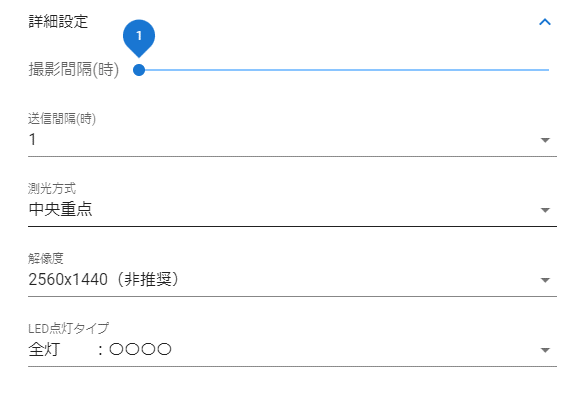 詳細設定
1
撮影間隔(時)
送信間隔(時)
1
測光方式
中央重点
解像度
2560x1440（非推奨）
LED点灯タイプ
全灯　　：〇〇〇〇